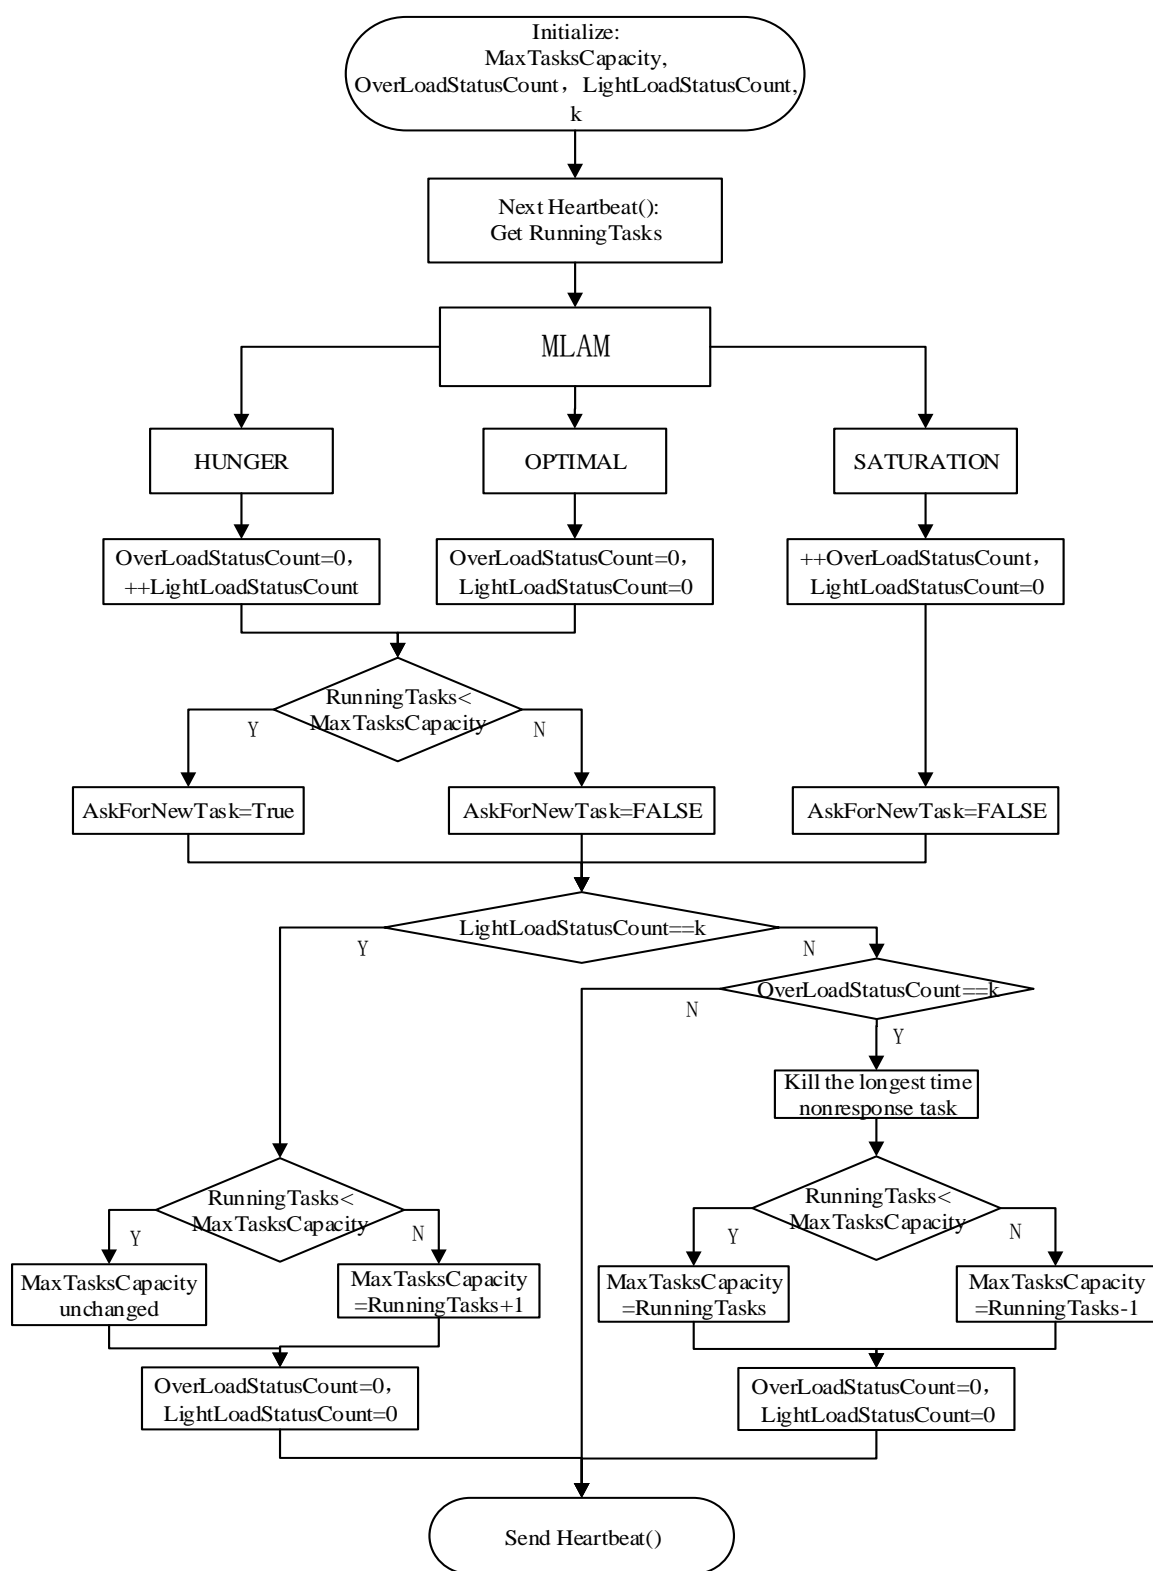 Initialize:
MaxTasksCapacity,
OverLoadStatusCount，LightLoadStatusCount,
k
Next Heartbeat():
Get RunningTasks
MLAM
HUNGER
OPTIMAL
SATURATION
OverLoadStatusCount=0,
++LightLoadStatusCount
OverLoadStatusCount=0,
LightLoadStatusCount=0
++OverLoadStatusCount,
LightLoadStatusCount=0
RunningTasks<
MaxTasksCapacity
Y
N
AskForNewTask=True
AskForNewTask=FALSE
AskForNewTask=FALSE
LightLoadStatusCount==k
Y
N
OverLoadStatusCount==k
N
Y
Kill the longest time
nonresponse task
RunningTasks<
MaxTasksCapacity
Y
N
RunningTasks<
MaxTasksCapacity
Y
N
MaxTasksCapacity
unchanged
MaxTasksCapacity
=RunningTasks+1
MaxTasksCapacity
=RunningTasks
MaxTasksCapacity
=RunningTasks-1
OverLoadStatusCount=0,
LightLoadStatusCount=0
OverLoadStatusCount=0,
LightLoadStatusCount=0
Send Heartbeat()